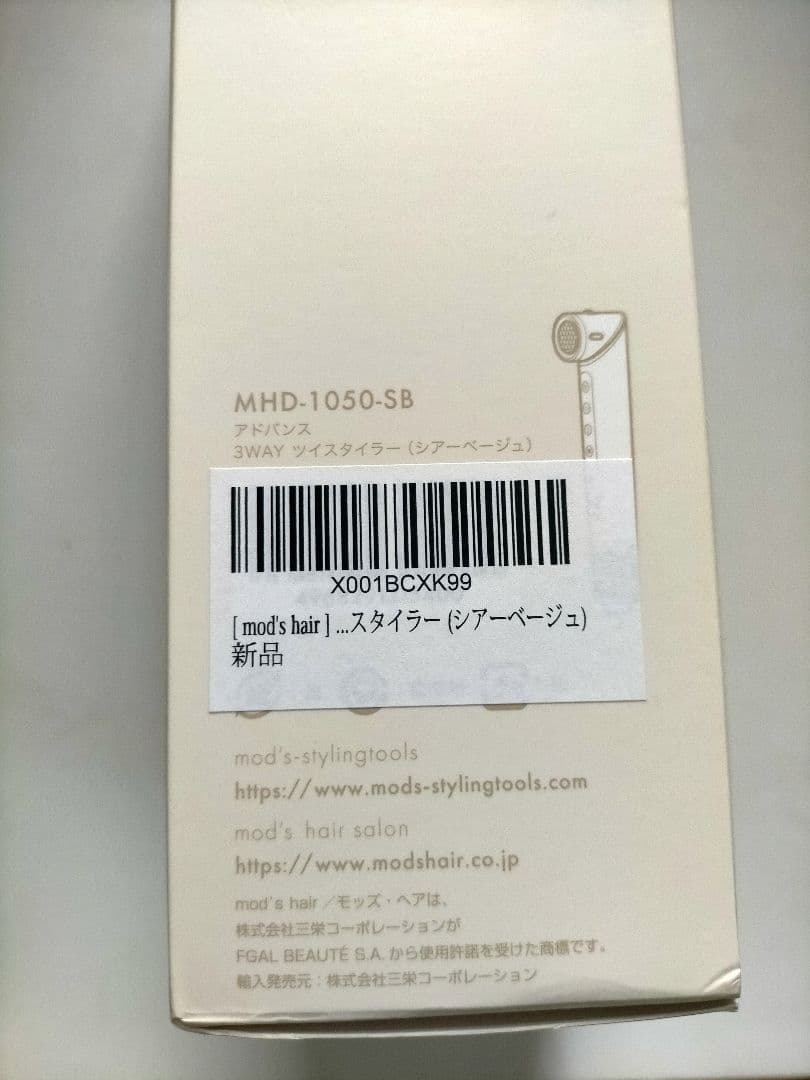 MHD-1050-SB
アドバンス
3WAY ツイスタイラー（シアーベージュ）
X001BCXK99
[ mod's hair ] ...スタイラー (シアーベージュ)
新品
mod's-stylingtools
https://www.mods-stylingtools.com
mod's hair salon
https://www.modshair.co.jp
mod's hair／モッズ・ヘアは、
株式会社三栄コーポレーションが
FGAL BEAUTÉ S.A. から使用許諾を受けた商標です。
輸入発売元：株式会社三栄コーポレーション